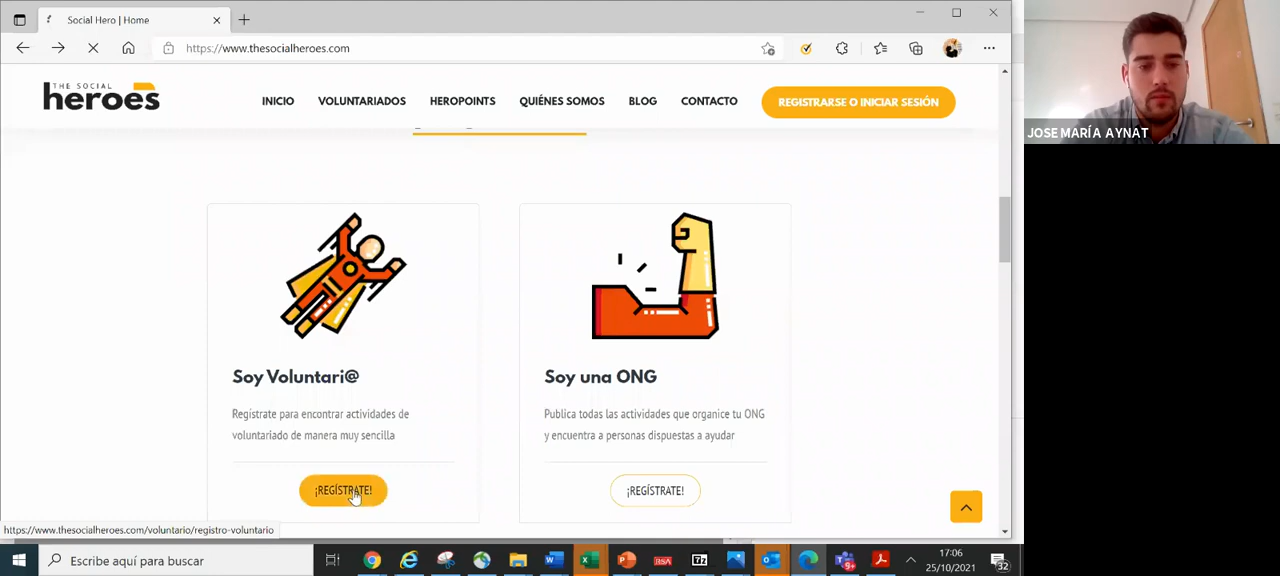 Social Hero | Home
https://www.thesocialheroes.com
THE SOCIAL
heroes
INICIO
VOLUNTARIADOS
HEROPOINTS
QUIÉNES SOMOS
BLOG
CONTACTO
REGISTRARSE O INICIAR SESIÓN
JOSE MARÍA AYNAT
Soy Voluntari@
Regístrate para encontrar actividades de
voluntariado de manera muy sencilla
¡REGÍSTRATE!
Soy una ONG
Publica todas las actividades que organice tu ONG
y encuentra a personas dispuestas a ayudar
¡REGÍSTRATE!
https://www.thesocialheroes.com/voluntario/registro-voluntario
Escribe aquí para buscar
17:06
25/10/2021
32